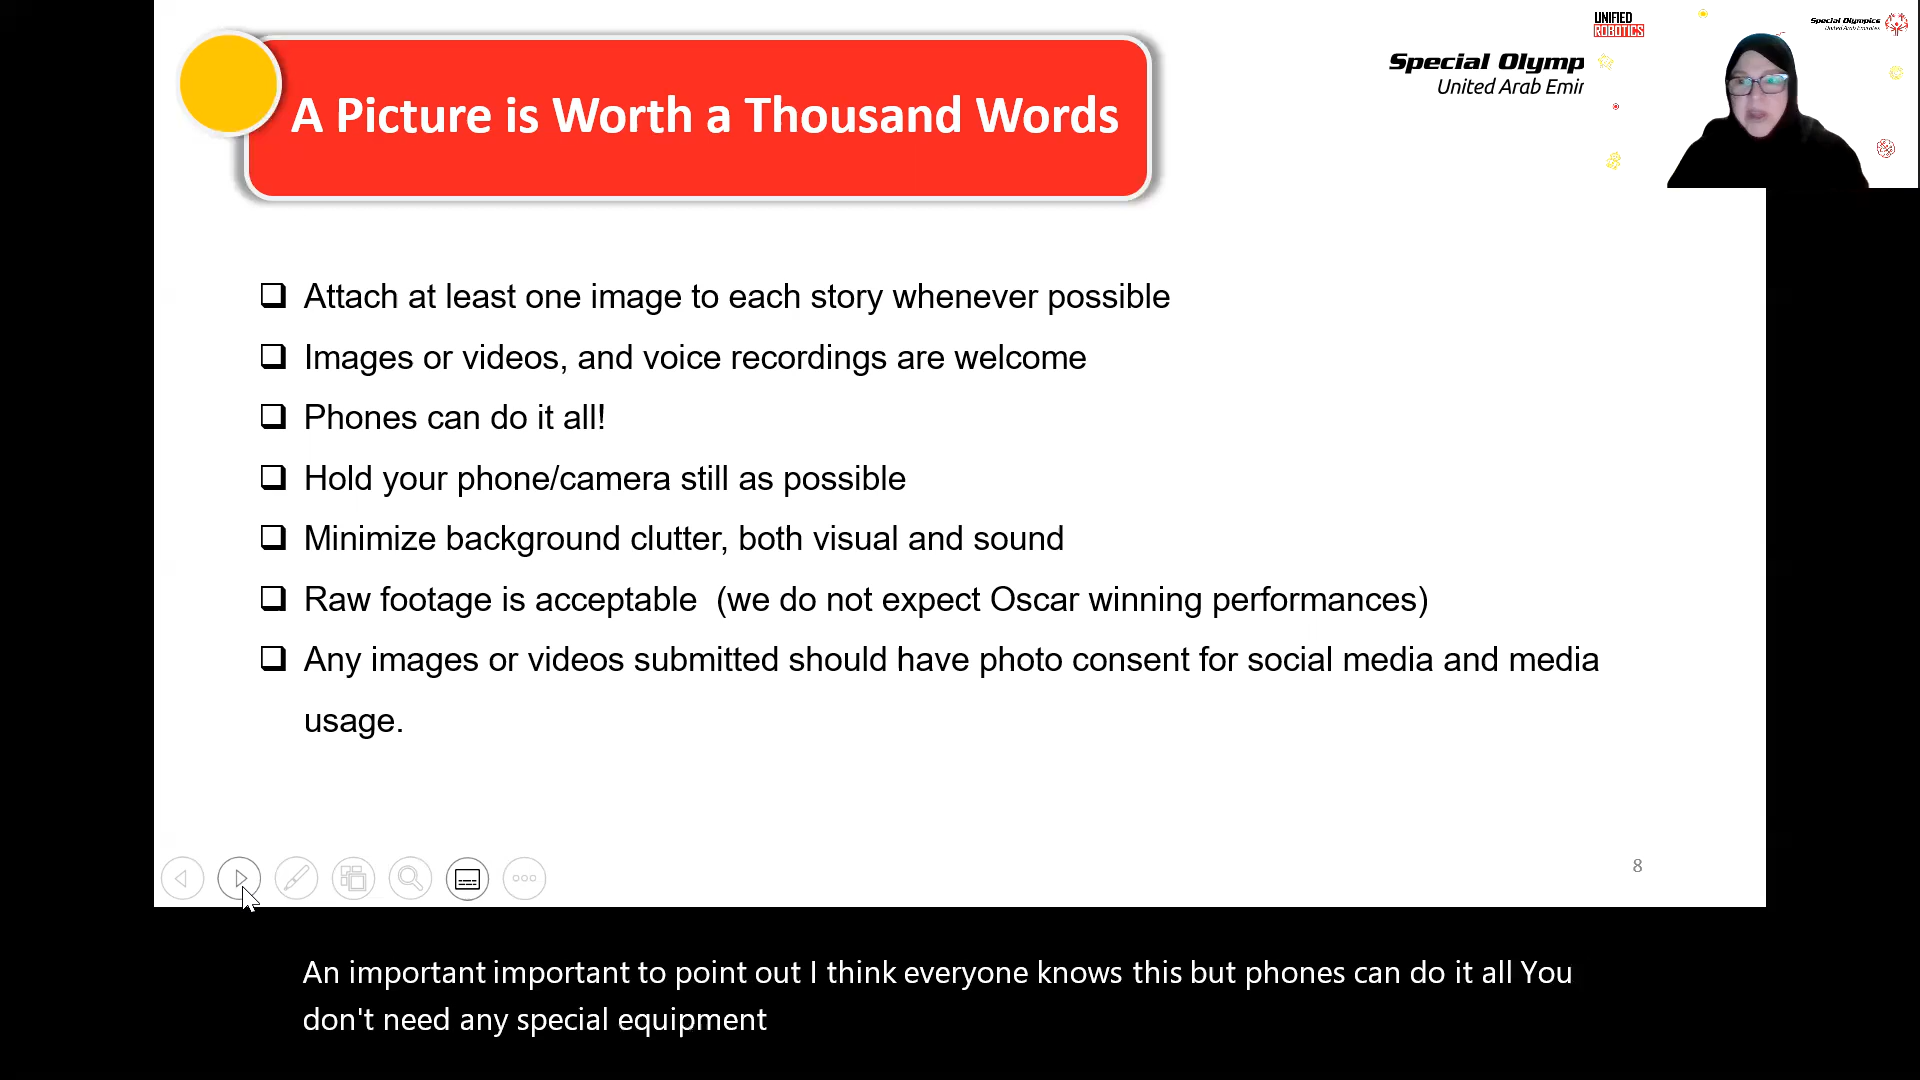 A Picture is Worth a Thousand Words
Special Olymp
United Arab Emir
UNIFIED
ROBOTICS
Special Olympics
United Arab Emirates
Attach at least one image to each story whenever possible
Images or videos, and voice recordings are welcome
Phones can do it all!
Hold your phone/camera still as possible
Minimize background clutter, both visual and sound
Raw footage is acceptable  (we do not expect Oscar winning performances)
Any images or videos submitted should have photo consent for social media and media
usage.
8
An important important to point out I think everyone knows this but phones can do it all You
don't need any special equipment